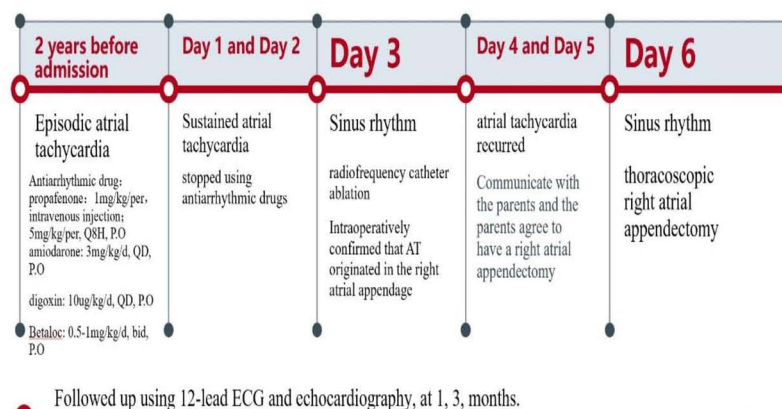 2 years before
admission
Episodic atrial
tachycardia
Antiarrhythmic drug:
propafenone: 1mg/kg/per,
intravenous injection;
5mg/kg/per, Q8H, P.O
amiodarone: 3mg/kg/d, QD,
P.O
digoxin: 10ug/kg/d, QD, P.O
Betaloc: 0.5-1mg/kg/d, bid,
P.O
Day 1 and Day 2
Sustained atrial
tachycardia
stopped using
antiarrhythmic drugs
Day 3
Sinus rhythm
radiofrequency catheter
ablation
Intraoperatively
confirmed that AT
originated in the right
atrial appendage
Day 4 and Day 5
atrial tachycardia
recurred
Communicate with
the parents and the
parents agree to
have a right atrial
appendectomy
Day 6
Sinus rhythm
thoracoscopic
right atrial
appendectomy
Followed up using 12-lead ECG and echocardiography, at 1, 3, months.